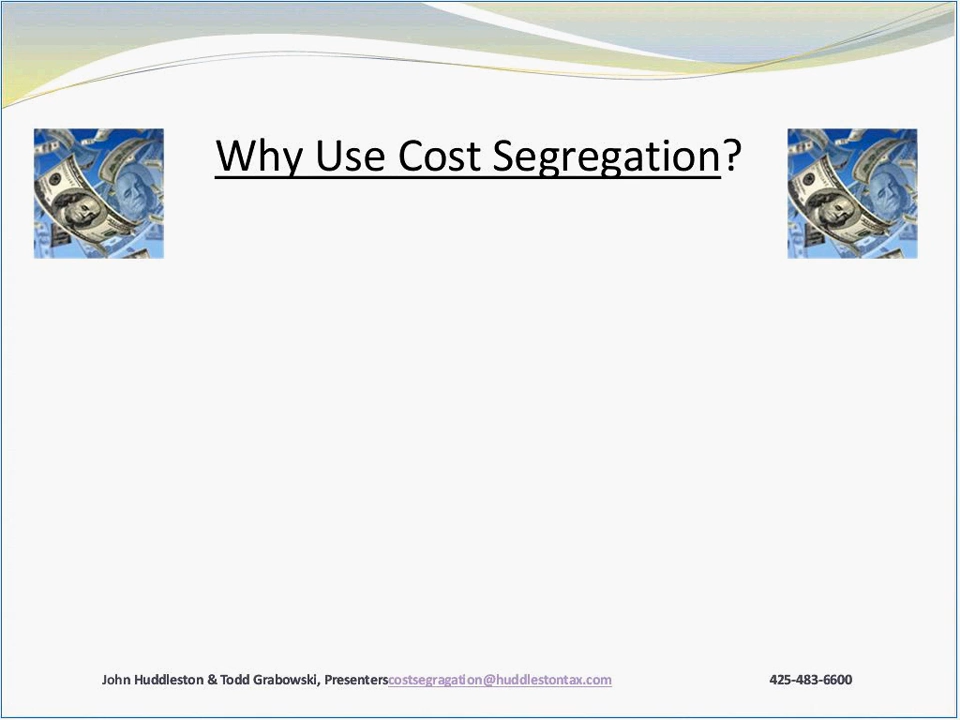 Why Use Cost Segregation?
John Huddleston & Todd Grabowski, Presenterscostsegragation@huddlestontax.com 425-483-6600